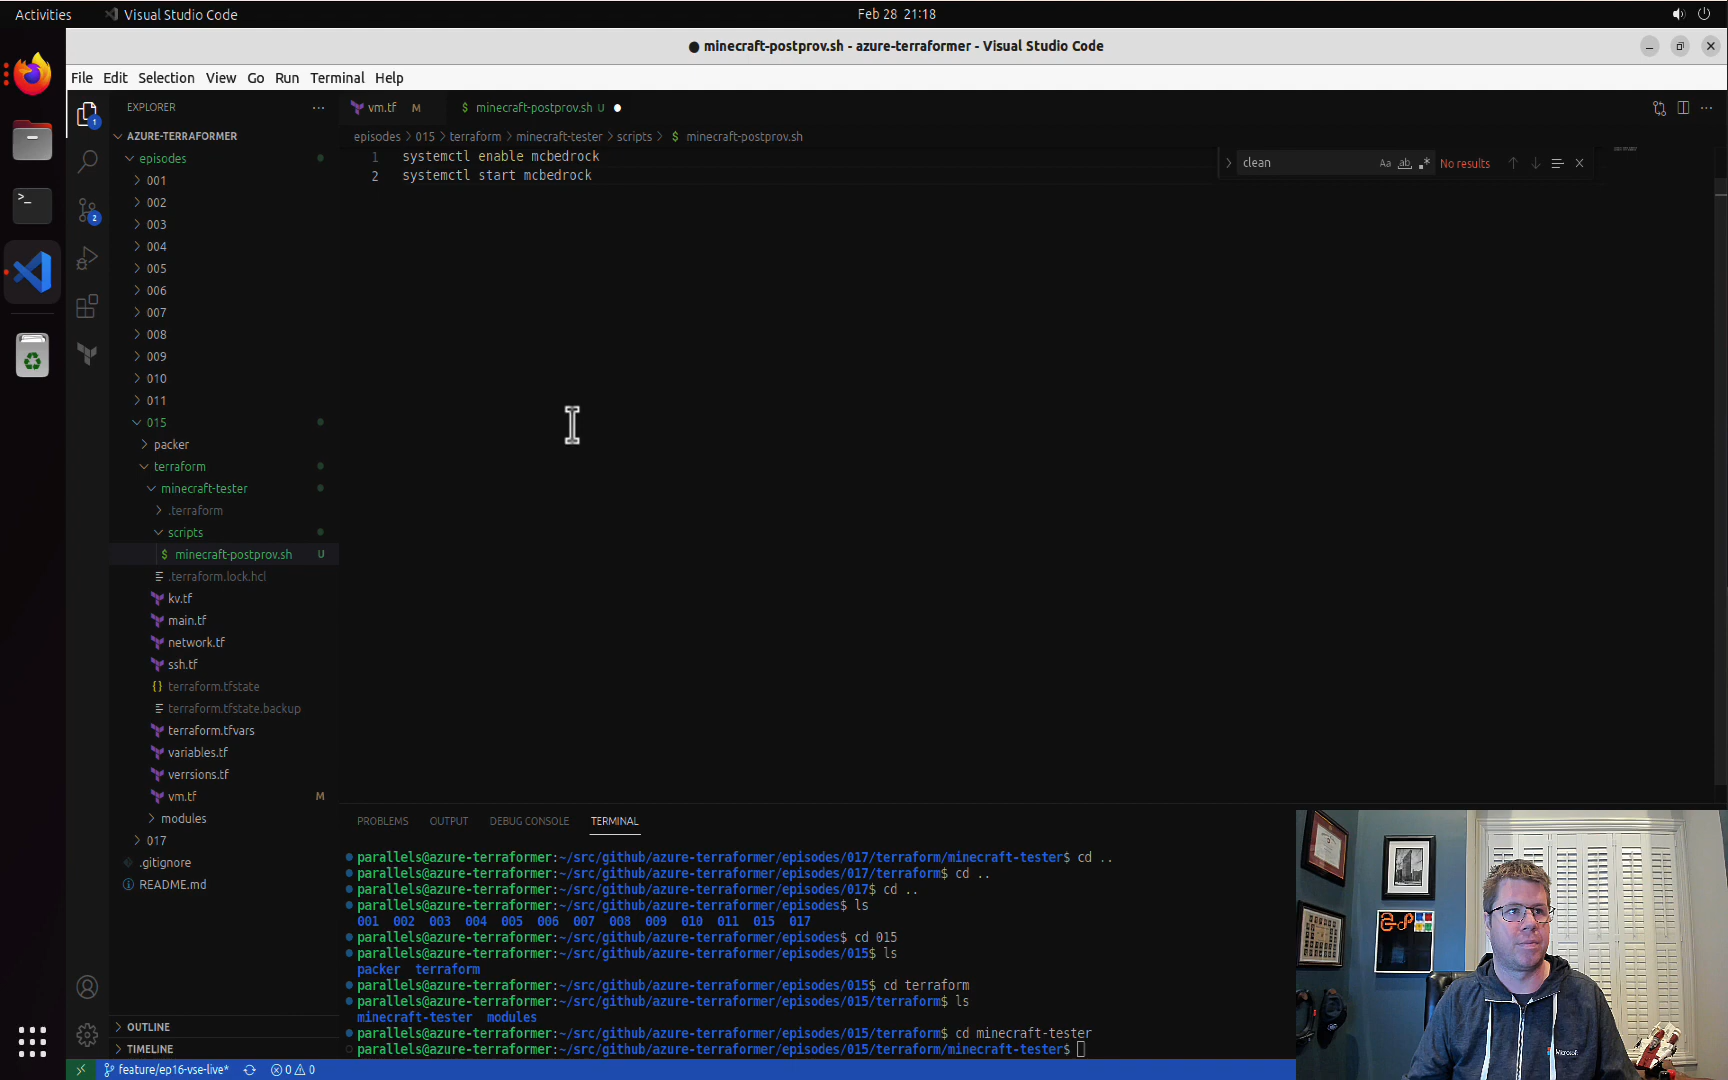 Activities
Visual Studio Code
Feb 28 21:18
● minecraft-postprov.sh - azure-terraformer - Visual Studio Code
File Edit Selection View Go Run Terminal Help
EXPLORER
vm.tf M
$ minecraft-postprov.sh U
AZURE-TERRAFORMER
episodes > 015 > terraform > minecraft-tester > scripts > $ minecraft-postprov.sh
1 systemctl enable mcbedrock
2 systemctl start mcbedrock
clean
Aa ab
No results
episodes
001
002
003
004
005
006
007
008
009
010
011
015
packer
terraform
minecraft-tester
.terraform
scripts
$ minecraft-postprov.sh U
.terraform.lock.hcl
kv.tf
main.tf
network.tf
ssh.tf
{} terraform.tfstate
terraform.tfstate.backup
terraform.tfvars
variables.tf
verrsions.tf
vm.tf M
modules
017
.gitignore
README.md
OUTLINE
TIMELINE
1
2
PROBLEMS OUTPUT DEBUG CONSOLE TERMINAL
parallels@azure-terraformer:~/src/github/azure-terraformer/episodes/017/terraform/minecraft-tester$ cd ..
parallels@azure-terraformer:~/src/github/azure-terraformer/episodes/017/terraform$ cd ..
parallels@azure-terraformer:~/src/github/azure-terraformer/episodes/017$ cd ..
parallels@azure-terraformer:~/src/github/azure-terraformer/episodes$ ls
001 002 003 004 005 006 007 008 009 010 011 015 017
parallels@azure-terraformer:~/src/github/azure-terraformer/episodes$ cd 015
parallels@azure-terraformer:~/src/github/azure-terraformer/episodes/015$ ls
packer terraform
parallels@azure-terraformer:~/src/github/azure-terraformer/episodes/015$ cd terraform
parallels@azure-terraformer:~/src/github/azure-terraformer/episodes/015/terraform$ ls
minecraft-tester modules
parallels@azure-terraformer:~/src/github/azure-terraformer/episodes/015/terraform$ cd minecraft-tester
parallels@azure-terraformer:~/src/github/azure-terraformer/episodes/015/terraform/minecraft-tester$
feature/ep16-vse-live* 0 0
Microsoft